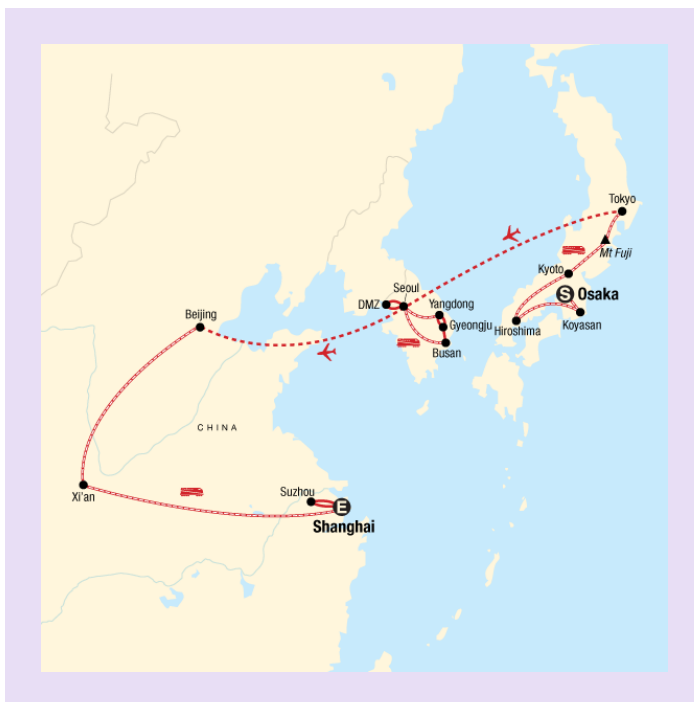 Tokyo
Mt Fuji
Kyoto
S Osaka
Seoul
DMZ
Yangdong
Gyeongju
Hiroshima
Koyasan
Beijing
Busan
CHINA
Xi'an
Suzhou
E
Shanghai